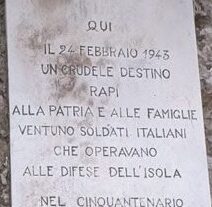 QUI
IL 24 FEBBRAIO 1943
UN CRUDELE DESTINO
RAPÌ
ALLA PATRIA E ALLE FAMIGLIE
VENTUNO SOLDATI ITALIANI
CHE OPERAVANO
ALLE DIFESE DELL'ISOLA
NEL CINQUANTENARIO